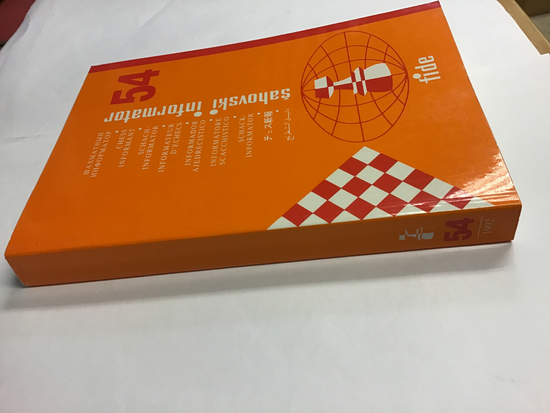 fide
Šahovski informator
54
ШАХМАТНЫЙ
ИНФОРМАТОР
CHESS
INFORMANT
SCHACH-
INFORMATOR
INFORMATEUR
D'ECHECS
INFORMADOR
AJEDRECISTICO
INFORMATORE
SCACCHISTICO
SCHACK-
INFORMATOR
チェス新報
54
1992